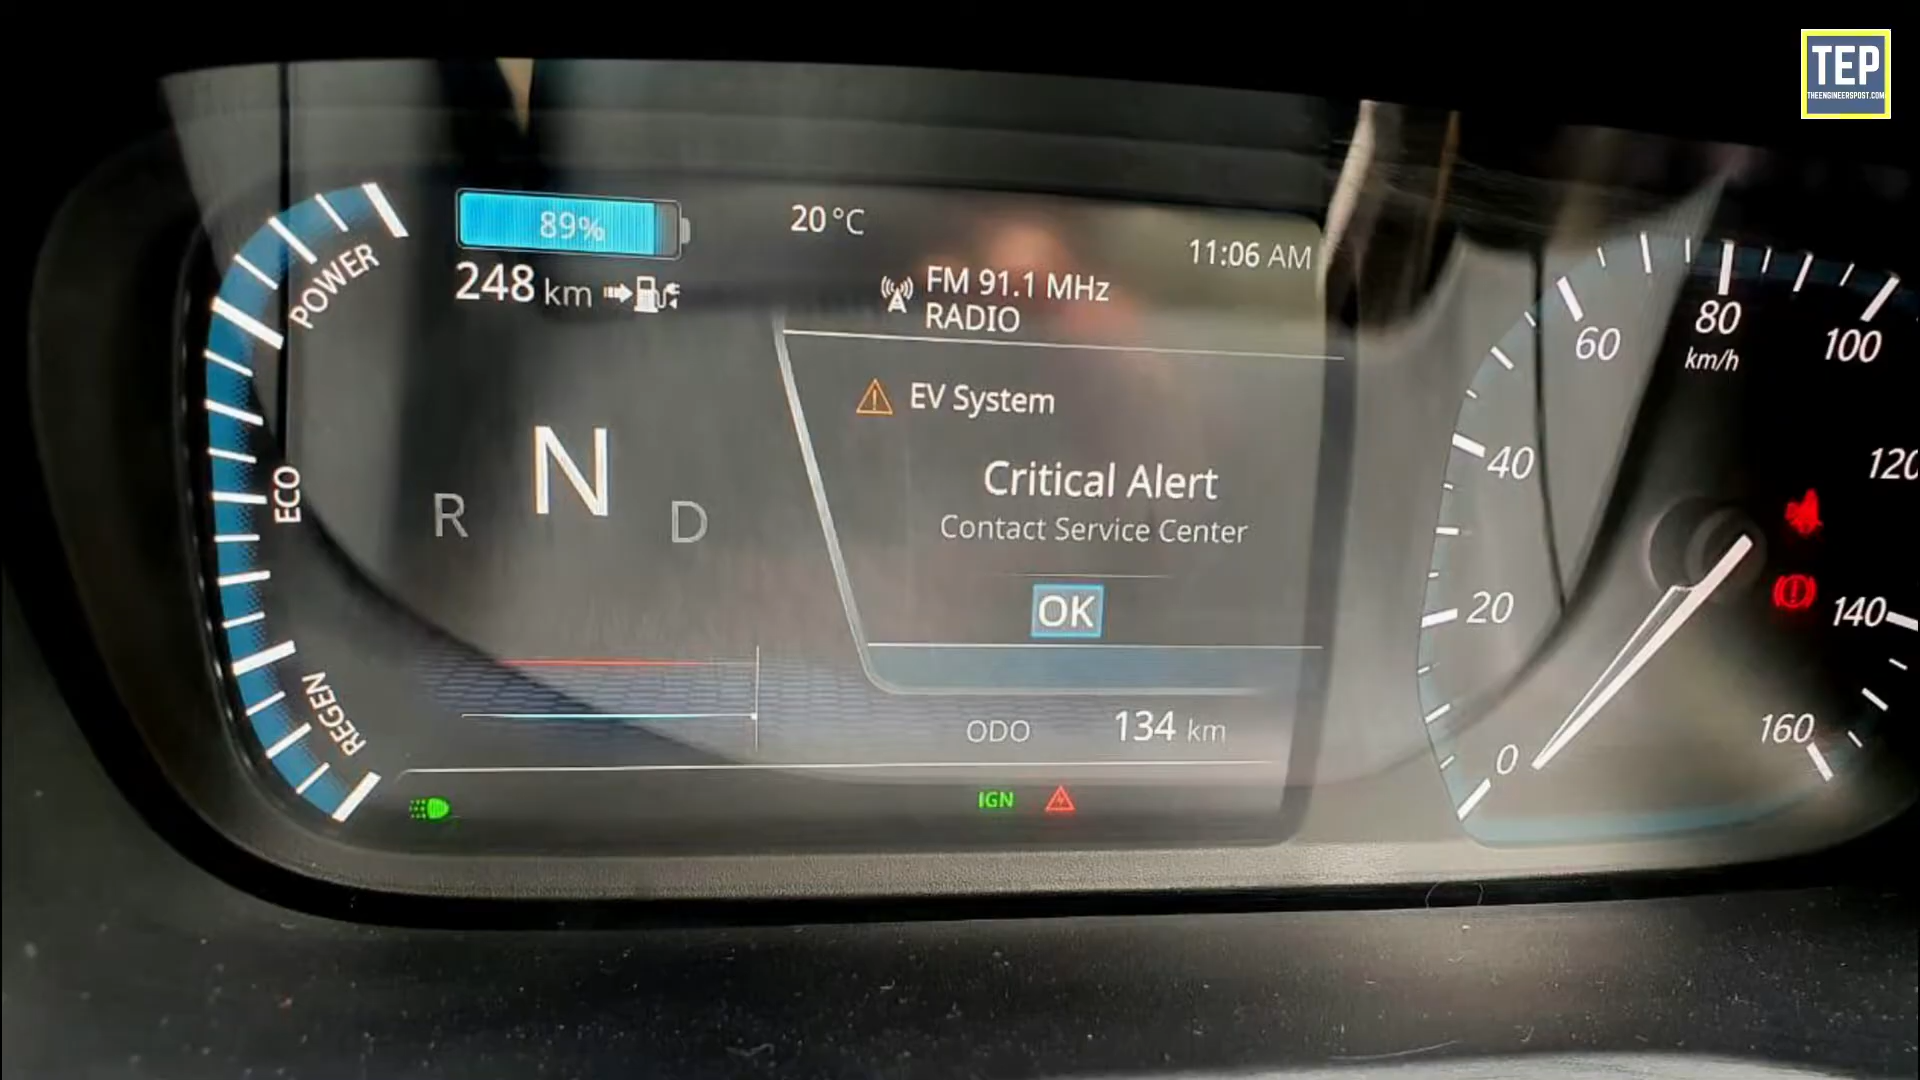 TEP
THEENGINEERSPOST.COM
89%
20 °C
11:06 AM
248 km
FM 91.1 MHz
RADIO
POWER
ECO
REGEN
R N D
EV System
Critical Alert
Contact Service Center
OK
ODO 134 km
IGN
0
20
40
60
80
km/h
100
120
140
160